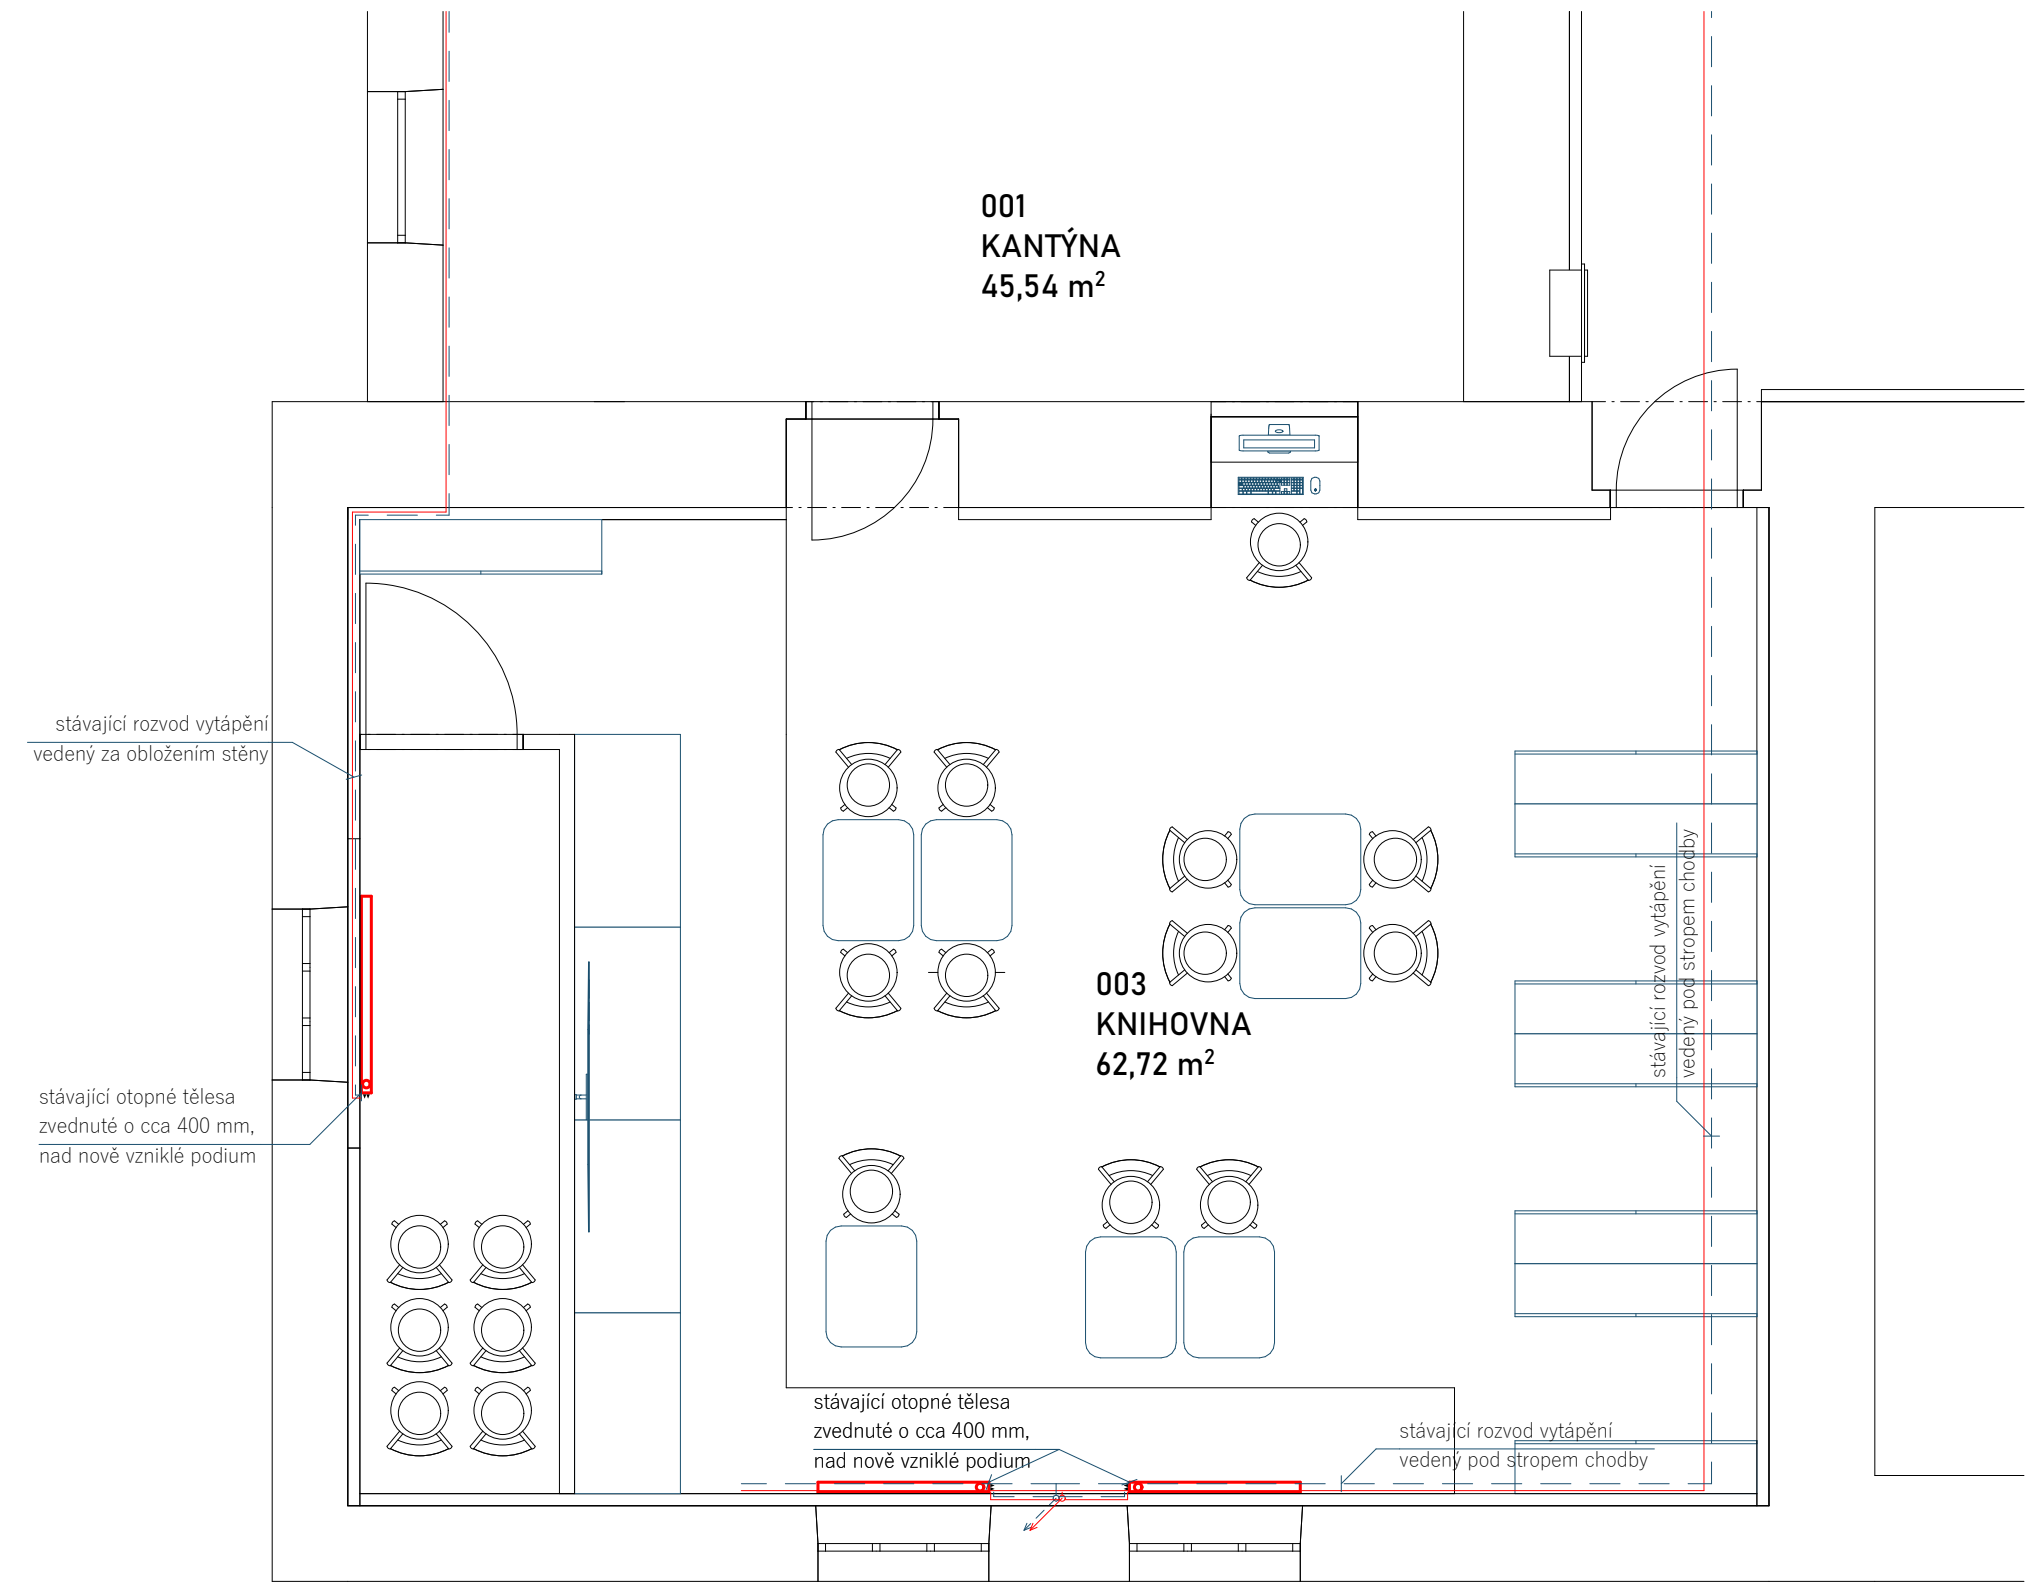 001
KANTÝNA
45,54 m²
stávající rozvod vytápění
vedený za obložením stěny
stávající rozvod vytápění
vedený pod stropem chodby
003
KNIHOVNA
62,72 m²
stávající otopné tělesa
zvednuté o cca 400 mm,
nad nově vzniklé podium
stávající otopné tělesa
zvednuté o cca 400 mm,
nad nově vzniklé podium
stávající rozvod vytápění
vedený pod stropem chodby